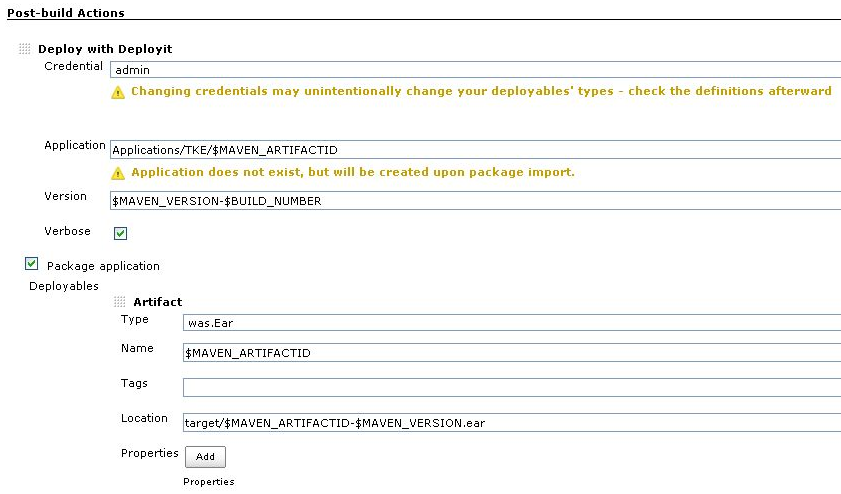 Post-build Actions
Deploy with Deployit
Credential admin
Changing credentials may unintentionally change your deployables' types - check the definitions afterward
Application Applications/TKE/$MAVEN_ARTIFACTID
Application does not exist, but will be created upon package import.
Version $MAVEN_VERSION-$BUILD_NUMBER
Verbose
Package application
Deployables
Artifact
Type was.Ear
Name $MAVEN_ARTIFACTID
Tags
Location target/$MAVEN_ARTIFACTID-$MAVEN_VERSION.ear
Properties Add
Properties